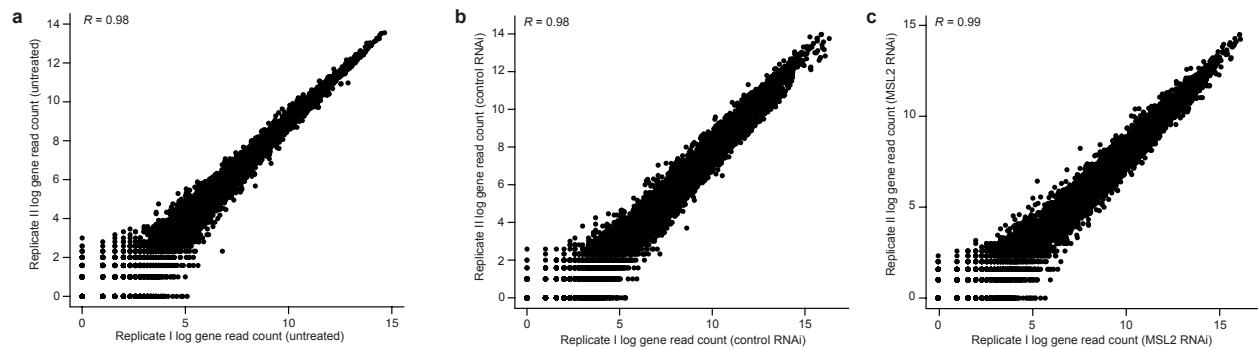 a
R = 0.98
14
12
10
8
6
4
2
0
0
5
10
15
Replicate II log gene read count (untreated)
Replicate I log gene read count (untreated)
b
R = 0.98
14
12
10
8
6
4
2
0
0
5
10
15
Replicate II log gene read count (control RNAi)
Replicate I log gene read count (control RNAi)
c
R = 0.99
15
10
5
0
0
5
10
15
Replicate II log gene read count (MSL2 RNAi)
Replicate I log gene read count (MSL2 RNAi)